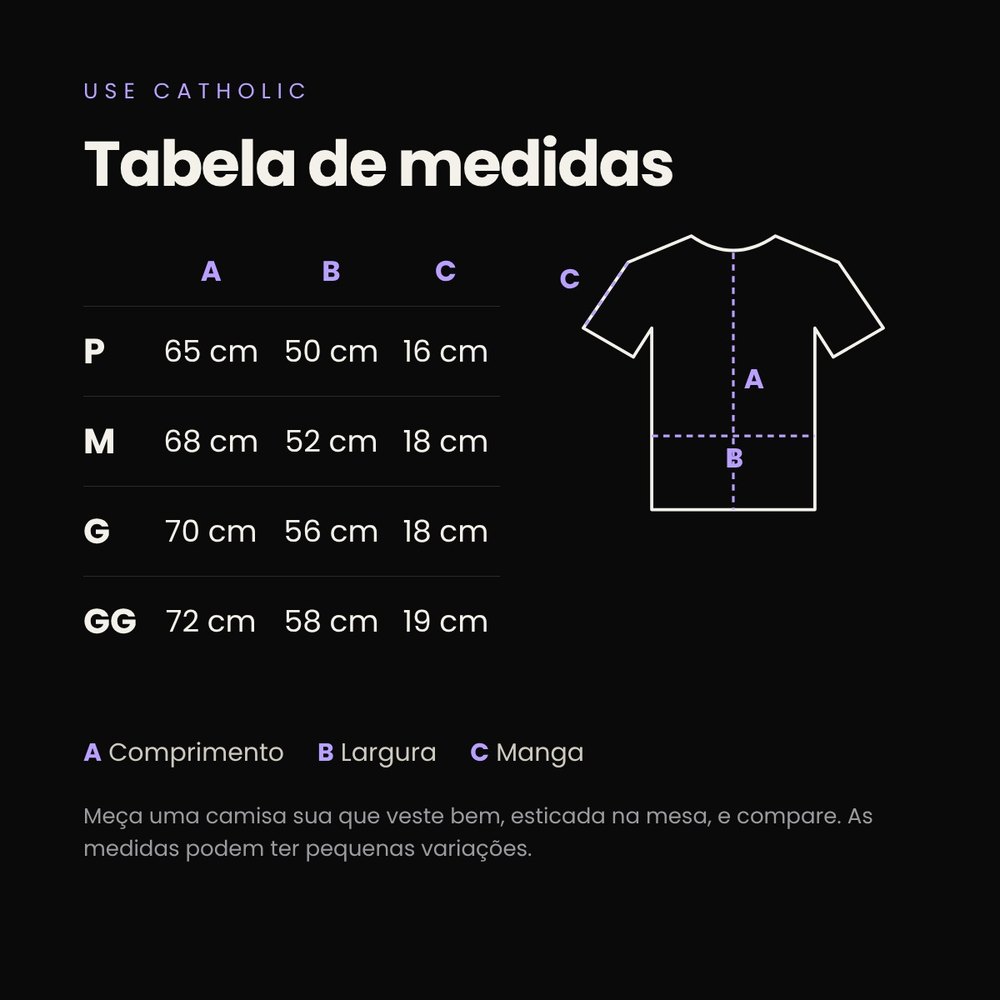 USE CATHOLIC
Tabela de medidas
A B C
P 65 cm 50 cm 16 cm
M 68 cm 52 cm 18 cm
G 70 cm 56 cm 18 cm
GG 72 cm 58 cm 19 cm
C
A
B
A Comprimento B Largura C Manga
Meça uma camisa sua que veste bem, esticada na mesa, e compare. As
medidas podem ter pequenas variações.